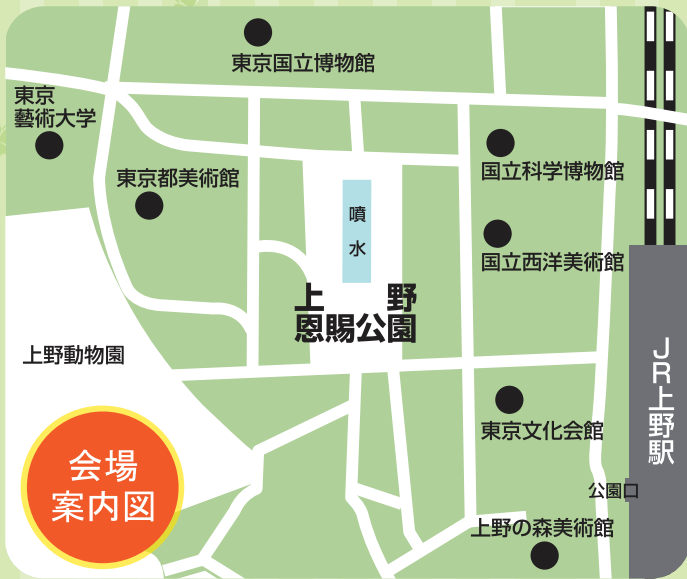 東京国立博物館
東京
藝術大学
国立科学博物館
東京都美術館
噴
水
国立西洋美術館
上野
恩賜公園
上野動物園
JR上野駅
東京文化会館
会場
案内図
公園口
上野の森美術館